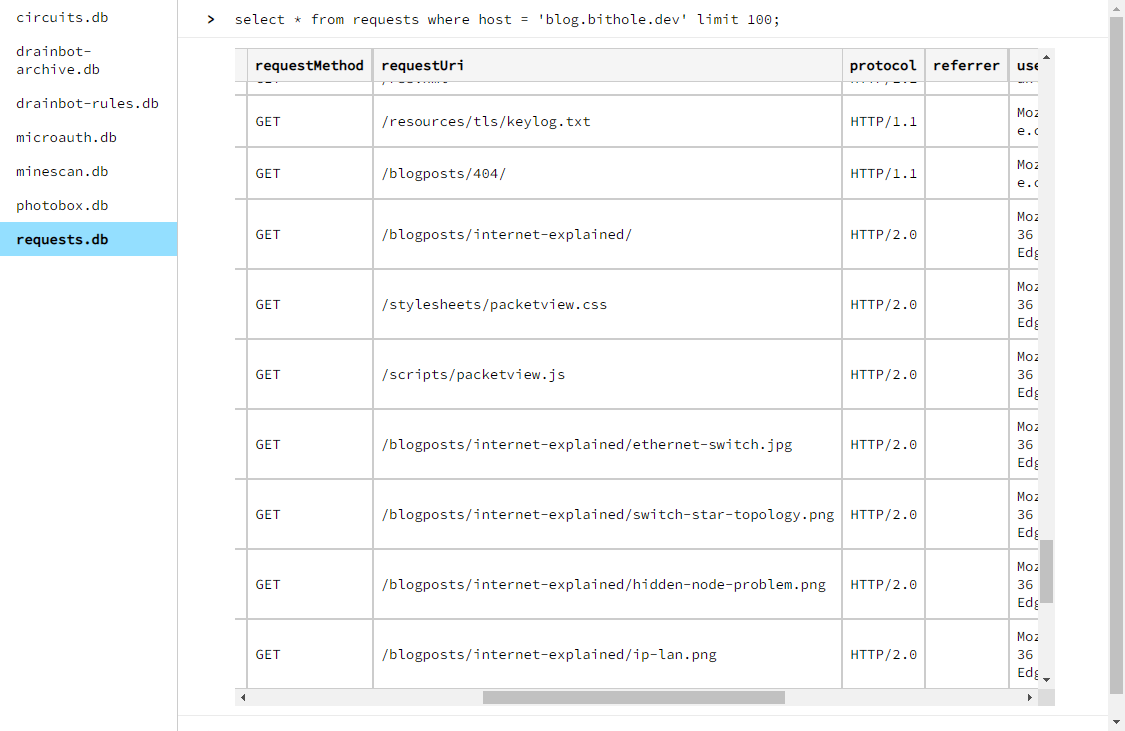 circuits.db
drainbot-
archive.db
drainbot-rules.db
microauth.db
minescan.db
photobox.db
requests.db
> select * from requests where host = 'blog.bithole.dev' limit 100;
requestMethod requestUri protocol referrer use
GET /resources/tls/keylog.txt HTTP/1.1 Moz
e.c
GET /blogposts/404/ HTTP/1.1 Moz
e.c
GET /blogposts/internet-explained/ HTTP/2.0 Moz
36
Edg
GET /stylesheets/packetview.css HTTP/2.0 Moz
36
Edg
GET /scripts/packetview.js HTTP/2.0 Moz
36
Edg
GET /blogposts/internet-explained/ethernet-switch.jpg HTTP/2.0 Moz
36
Edg
GET /blogposts/internet-explained/switch-star-topology.png HTTP/2.0 Moz
36
Edg
GET /blogposts/internet-explained/hidden-node-problem.png HTTP/2.0 Moz
36
Edg
GET /blogposts/internet-explained/ip-lan.png HTTP/2.0 Moz
36
Edg